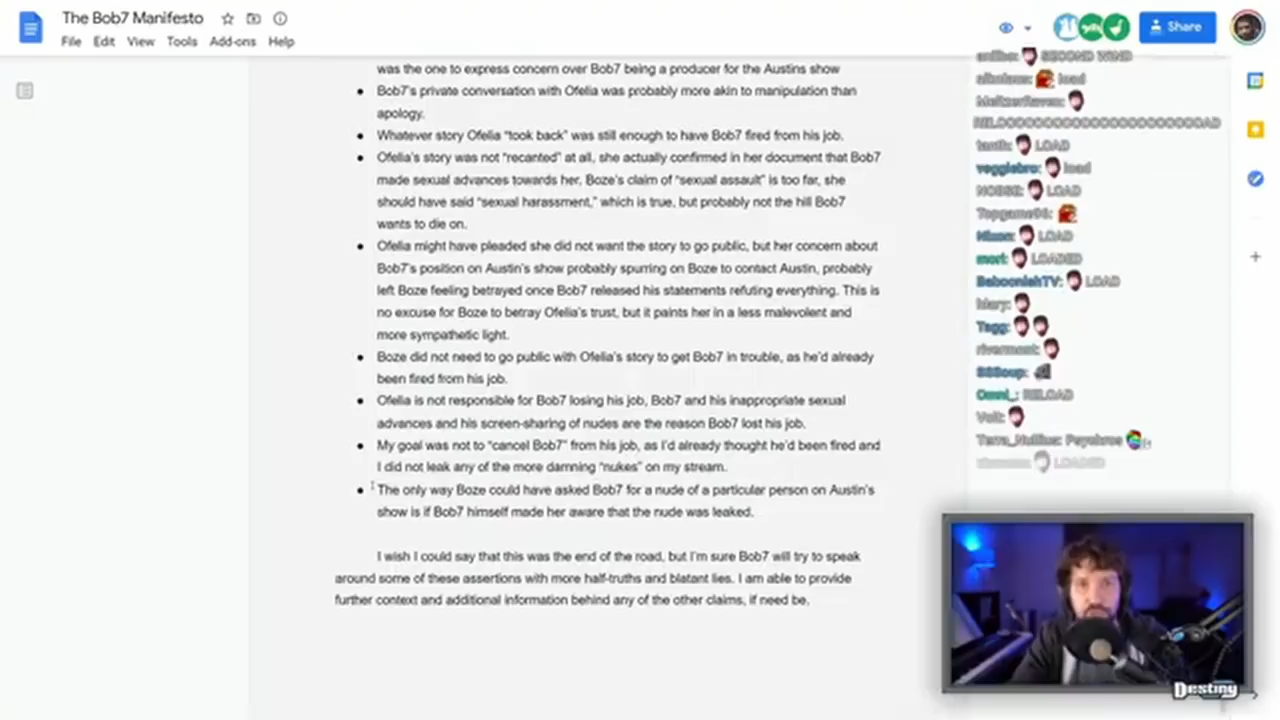 The Bob7 Manifesto
File Edit View Tools Add-ons Help
Share
was the one to express concern over Bob7 being a producer for the Austins show
Bob7's private conversation with Ofelia was probably more akin to manipulation than
apology.
Whatever story Ofelia "took back" was still enough to have Bob7 fired from his job.
Ofelia's story was not "recanted" at all, she actually confirmed in her document that Bob7
made sexual advances towards her. Boze's claim of "sexual assault" is too far, she
should have said "sexual harassment," which is true, but probably not the hill Bob7
wants to die on.
Ofelia might have pleaded she did not want the story to go public, but her concern about
Bob7's position on Austin's show probably spurring on Boze to contact Austin, probably
left Boze feeling betrayed once Bob7 released his statements refuting everything. This is
no excuse for Boze to betray Ofelia's trust, but it paints her in a less malevolent and
more sympathetic light.
Boze did not need to go public with Ofelia's story to get Bob7 in trouble, as he'd already
been fired from his job.
Ofelia is not responsible for Bob7 losing his job, Bob7 and his inappropriate sexual
advances and his screen-sharing of nudes are the reason Bob7 lost his job.
My goal was not to "cancel Bob7" from his job, as I'd already thought he'd been fired and
I did not leak any of the more damning "nukes" on my stream.
The only way Boze could have asked Bob7 for a nude of a particular person on Austin's
show is if Bob7 himself made her aware that the nude was leaked.
I wish I could say that this was the end of the road, but I'm sure Bob7 will try to speak
around some of these assertions with more half-truths and blatant lies. I am able to provide
further context and additional information behind any of the other claims, if need be.
SECOND WIND
load
MeltzerRaven:
LOAD
veggiebro: load
LOAD
Nixon: LOAD
mori: LOADED
BaboonishTV: LOAD
Tagg:
Omni_: RELOAD
Volt:
Terra_Nullius: Psychros
LOADED
Destiny